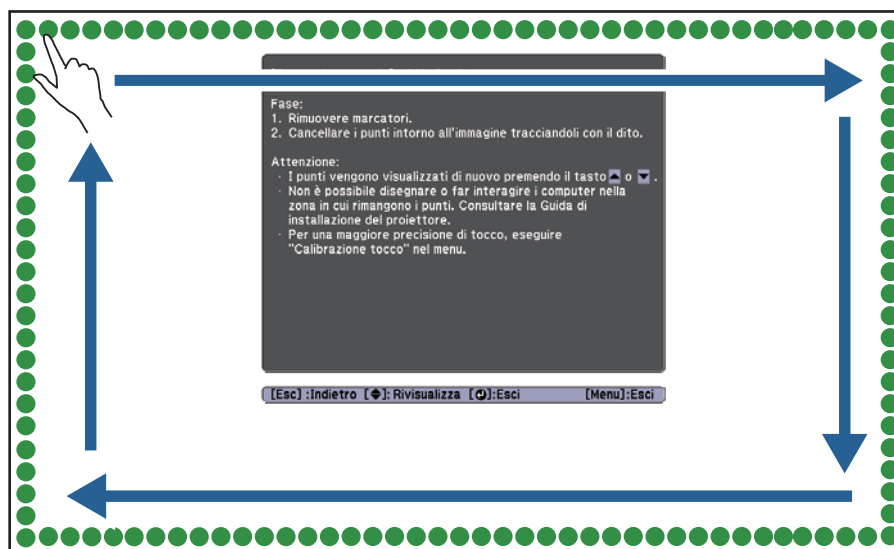 Fase:
1. Rimuovere marcatori.
2. Cancellare i punti intorno all'immagine tracciandoli con il dito.
Attenzione:
· I punti vengono visualizzati di nuovo premendo il tasto ▲ o ▼ .
· Non è possibile disegnare o far interagire i computer nella
zona in cui rimangono i punti. Consultare la Guida di
installazione del proiettore.
· Per una maggiore precisione di tocco, eseguire
"Calibrazione tocco" nel menu.
[Esc] :Indietro [◆]: Rivisualizza [⏎]:Esci [Menu]:Esci